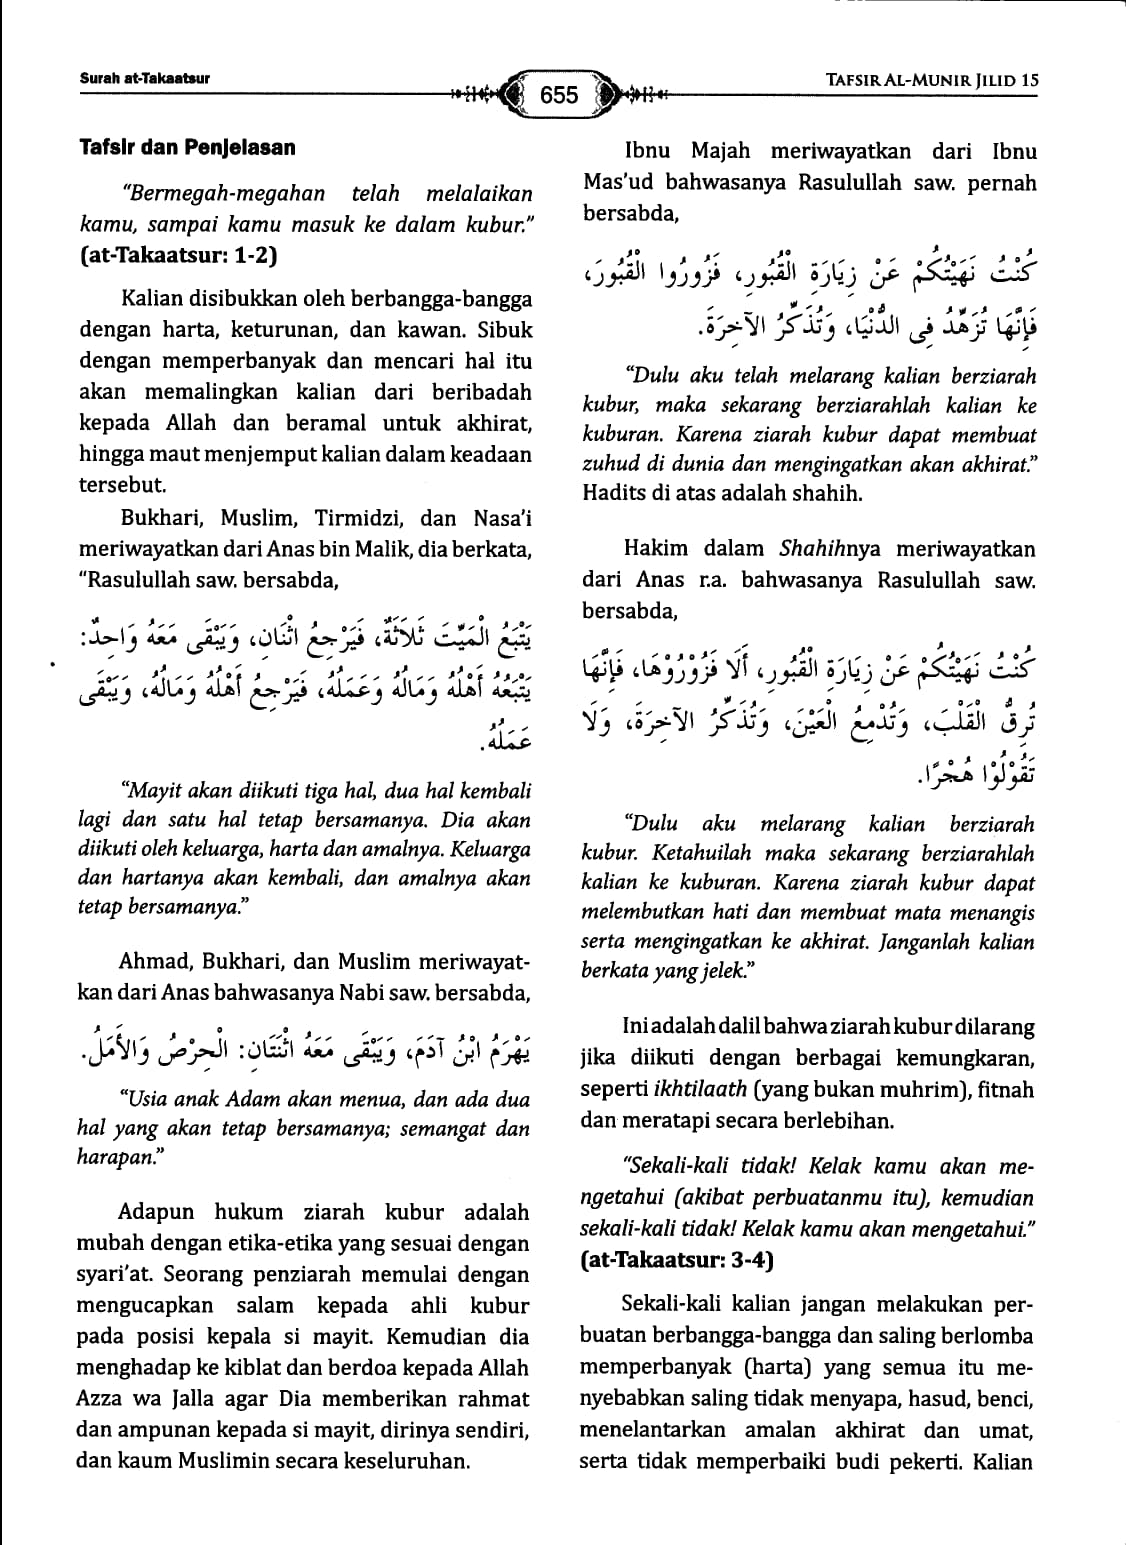 Surah at-Takaatsur
655
TAFSIR AL-MUNIR JILID 15
Tafsir dan Penjelasan
"Bermegah-megahan telah melalaikan
kamu, sampai kamu masuk ke dalam kubur."
(at-Takaatsur: 1-2)
Kalian disibukkan oleh berbangga-bangga
dengan harta, keturunan, dan kawan. Sibuk
dengan memperbanyak dan mencari hal itu
akan memalingkan kalian dari beribadah
kepada Allah dan beramal untuk akhirat,
hingga maut menjemput kalian dalam keadaan
tersebut.
Bukhari, Muslim, Tirmidzi, dan Nasa'i
meriwayatkan dari Anas bin Malik, dia berkata,
"Rasulullah saw. bersabda,
يَتْبَعُ الْمَيِّتَ ثَلَاثَةٌ، فَيَرْجِعُ اثْنَانِ، وَيَبْقَى مَعَهُ وَاحِدٌ:
يَتْبَعُهُ أَهْلُهُ وَمَالُهُ وَعَمَلُهُ، فَيَرْجِعُ أَهْلُهُ وَمَالُهُ، وَيَبْقَى
عَمَلُهُ.
"Mayit akan diikuti tiga hal, dua hal kembali
lagi dan satu hal tetap bersamanya. Dia akan
diikuti oleh keluarga, harta dan amalnya. Keluarga
dan hartanya akan kembali, dan amalnya akan
tetap bersamanya."
Ahmad, Bukhari, dan Muslim meriwayat-
kan dari Anas bahwasanya Nabi saw. bersabda,
يَهْرَمُ ابْنُ آدَمَ، وَيَبْقَى مَعَهُ اثْنَتَانِ: الْحِرْصُ وَالأَمَلُ.
"Usia anak Adam akan menua, dan ada dua
hal yang akan tetap bersamanya; semangat dan
harapan."
Adapun hukum ziarah kubur adalah
mubah dengan etika-etika yang sesuai dengan
syari'at. Seorang penziarah memulai dengan
mengucapkan salam kepada ahli kubur
pada posisi kepala si mayit. Kemudian dia
menghadap ke kiblat dan berdoa kepada Allah
Azza wa Jalla agar Dia memberikan rahmat
dan ampunan kepada si mayit, dirinya sendiri,
dan kaum Muslimin secara keseluruhan.
Ibnu Majah meriwayatkan dari Ibnu
Mas'ud bahwasanya Rasulullah saw. pernah
bersabda,
كُنْتُ نَهَيْتُكُمْ عَنْ زِيَارَةِ الْقُبُورِ، فَزُورُوا الْقُبُورَ،
فَإِنَّهَا تُزَهِّدُ فِى الدُّنْيَا، وَتُذَكِّرُ الآخِرَةَ.
"Dulu aku telah melarang kalian berziarah
kubur, maka sekarang berziarahlah kalian ke
kuburan. Karena ziarah kubur dapat membuat
zuhud di dunia dan mengingatkan akan akhirat."
Hadits di atas adalah shahih.
Hakim dalam Shahihnya meriwayatkan
dari Anas r.a. bahwasanya Rasulullah saw.
bersabda,
كُنْتُ نَهَيْتُكُمْ عَنْ زِيَارَةِ الْقُبُورِ، أَلَا فَزُوْرُوْهَا، فَإِنَّهَا
تُرِقُّ الْقَلْبَ، وَتُدْمِعُ الْعَيْنَ، وَتُذَكِّرُ الآخِرَةَ، وَلَا
تَقُوْلُوْا هُجْرًا.
"Dulu aku melarang kalian berziarah
kubur. Ketahuilah maka sekarang berziarahlah
kalian ke kuburan. Karena ziarah kubur dapat
melembutkan hati dan membuat mata menangis
serta mengingatkan ke akhirat. Janganlah kalian
berkata yang jelek."
Ini adalah dalil bahwa ziarah kubur dilarang
jika diikuti dengan berbagai kemungkaran,
seperti ikhtilaath (yang bukan muhrim), fitnah
dan meratapi secara berlebihan.
"Sekali-kali tidak! Kelak kamu akan me-
ngetahui (akibat perbuatanmu itu), kemudian
sekali-kali tidak! Kelak kamu akan mengetahui."
(at-Takaatsur: 3-4)
Sekali-kali kalian jangan melakukan per-
buatan berbangga-bangga dan saling berlomba
memperbanyak (harta) yang semua itu me-
nyebabkan saling tidak menyapa, hasud, benci,
menelantarkan amalan akhirat dan umat,
serta tidak memperbaiki budi pekerti. Kalian